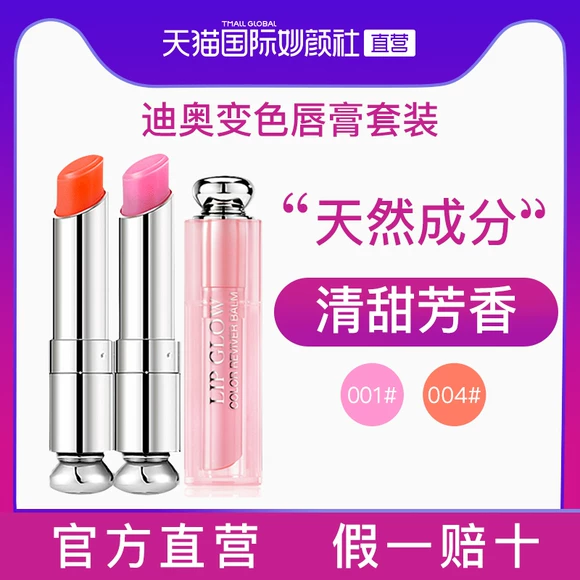 TMALL GLOBAL
天猫国际妙颜社 直营
迪奥变色唇膏套装
“天然成分”
清甜芳香
001# 004#
LIP GLOW
COLOR REVIVER BALM
官方直营 假一赔十